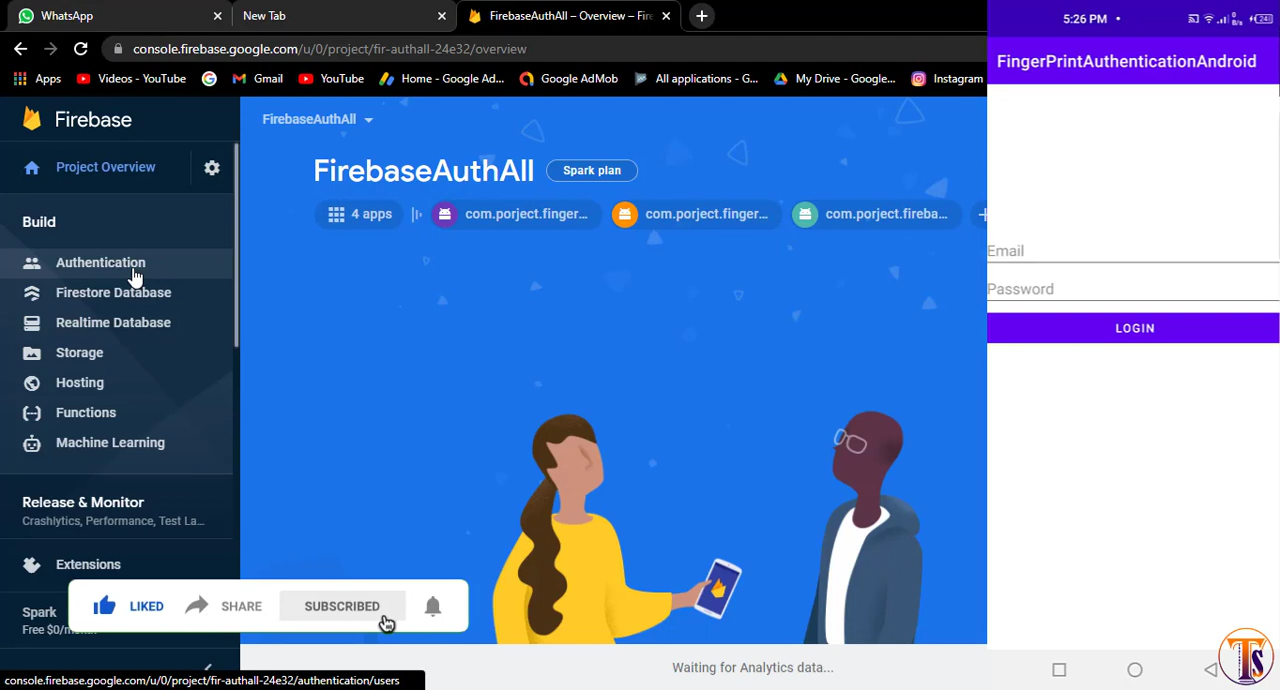 WhatsApp
New Tab
FirebaseAuthAll – Overview – Fire
console.firebase.google.com/u/0/project/fir-authall-24e32/overview
Apps
Videos - YouTube
Gmail
YouTube
Home - Google Ad...
Google AdMob
All applications - G...
My Drive - Google...
Instagram
5:26 PM
FingerPrintAuthenticationAndroid
Email
Password
LOGIN
Firebase
Project Overview
Build
Authentication
Firestore Database
Realtime Database
Storage
Hosting
Functions
Machine Learning
Release & Monitor
Crashlytics, Performance, Test La...
Extensions
Spark
Free $0/m
FirebaseAuthAll
FirebaseAuthAll
Spark plan
4 apps
com.porject.finger...
com.porject.finger...
com.porject.fireba...
LIKED
SHARE
SUBSCRIBED
Waiting for Analytics data...
console.firebase.google.com/u/0/project/fir-authall-24e32/authentication/users
TS